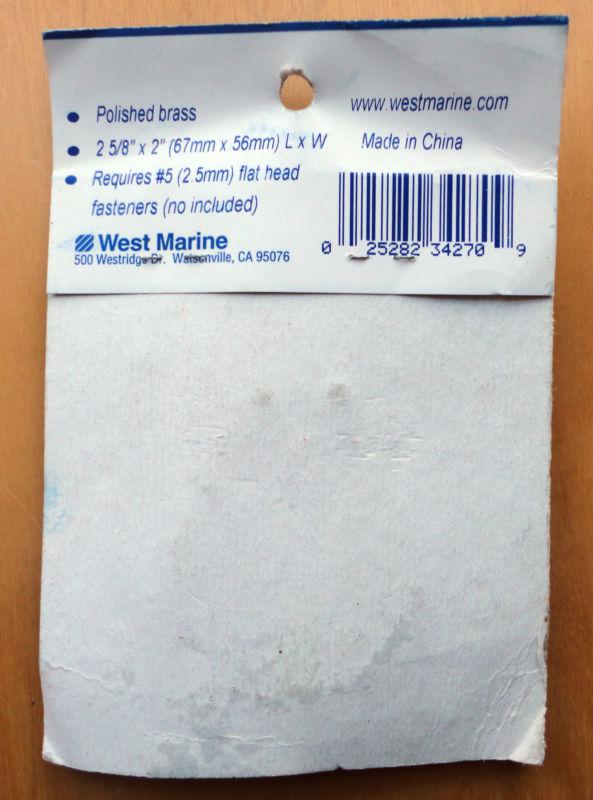 • Polished brass
www.westmarine.com
• 2 5/8" x 2" (67mm x 56mm) L x W
Made in China
• Requires #5 (2.5mm) flat head
fasteners (no included)
West Marine
500 Westridge Dr. Watsonville, CA 95076
0 25282 34270 9